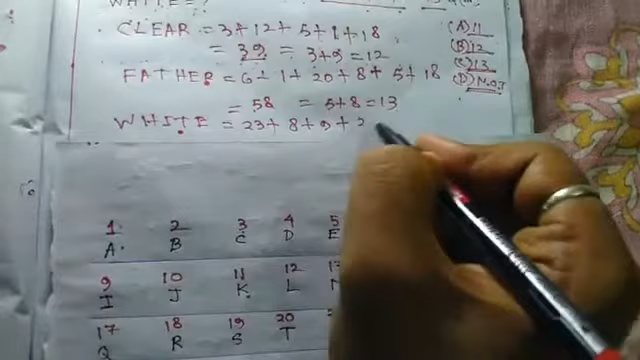 WHITE = ?
CLEAR = 3+12+5+1+18 (A) 11
= 39 = 3+9=12 (B) 12
FATHER = 6+1+20+8+5+18 (C) 13
(D) N.O.T
= 58 = 5+8=13
WHITE = 23+8+9+2
1 2 3 4 5
A B C D E
9 10 11 12
I J K L
17 18 19 20
Q R S T